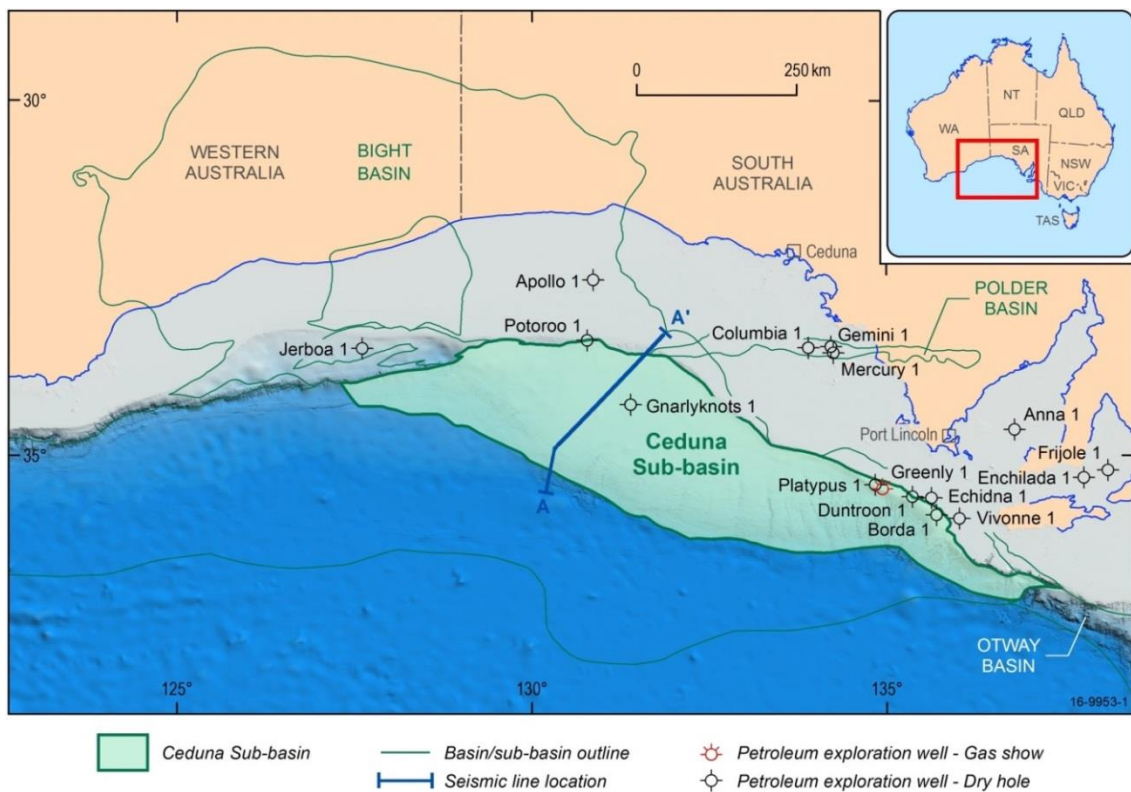 30°
WESTERN
AUSTRALIA
BIGHT
BASIN
0 250 km
SOUTH
AUSTRALIA
NT
QLD
WA
SA
NSW
VIC
TAS
Ceduna
Apollo 1
POLDER
BASIN
A'
Potoroo 1
Columbia 1
Gemini 1
Jerboa 1
Mercury 1
Gnarlyknots 1
Anna 1
Port Lincoln
Ceduna
Sub-basin
35°
Frijole 1
Greenly 1
Enchilada 1
Platypus 1
A
Echidna 1
Duntroon 1
Borda 1
Vivonne 1
OTWAY
BASIN
125°
130°
135°
16-9953-1
Ceduna Sub-basin
Basin/sub-basin outline
Seismic line location
Petroleum exploration well - Gas show
Petroleum exploration well - Dry hole